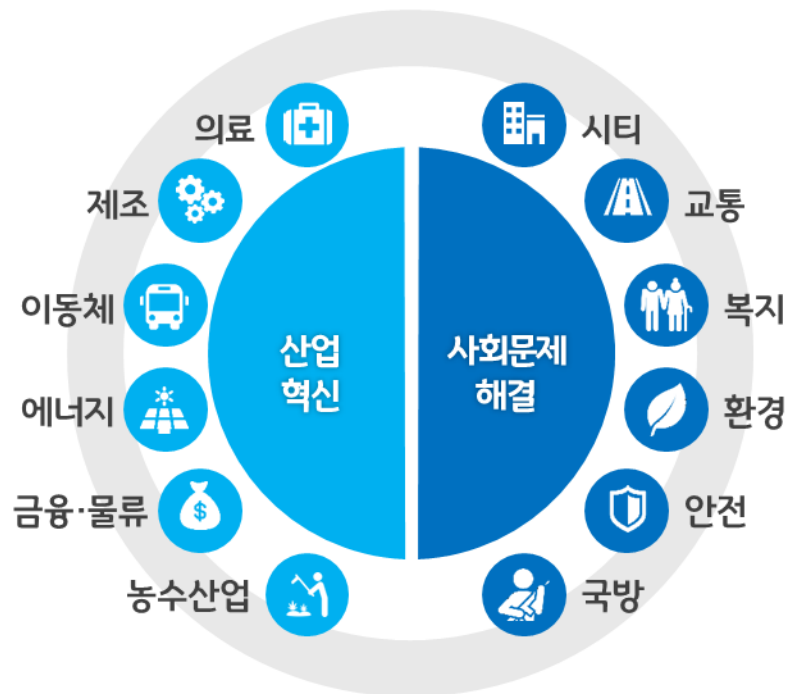 의료
제조
이동체
에너지
금융·물류
농수산업
산업
혁신
사회문제
해결
시티
교통
복지
환경
안전
국방
$